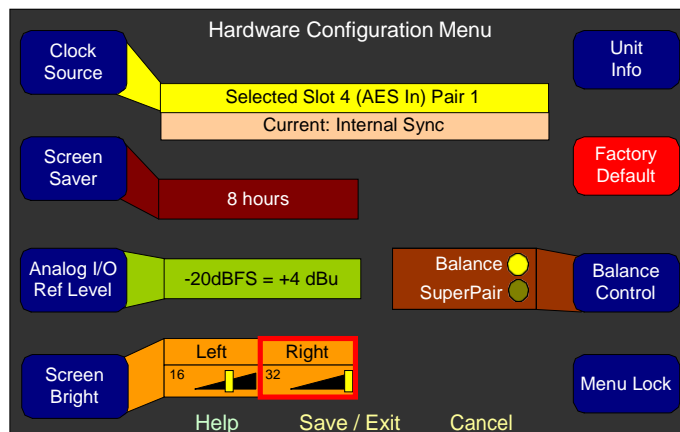 Hardware Configuration Menu
Clock
Source
Selected Slot 4 (AES In) Pair 1
Current: Internal Sync
Unit
Info
Screen
Saver
8 hours
Factory
Default
Analog I/O
Ref Level
-20dBFS = +4 dBu
Balance
SuperPair
Balance
Control
Screen
Bright
Left
16
Right
32
Menu Lock
Help
Save / Exit
Cancel